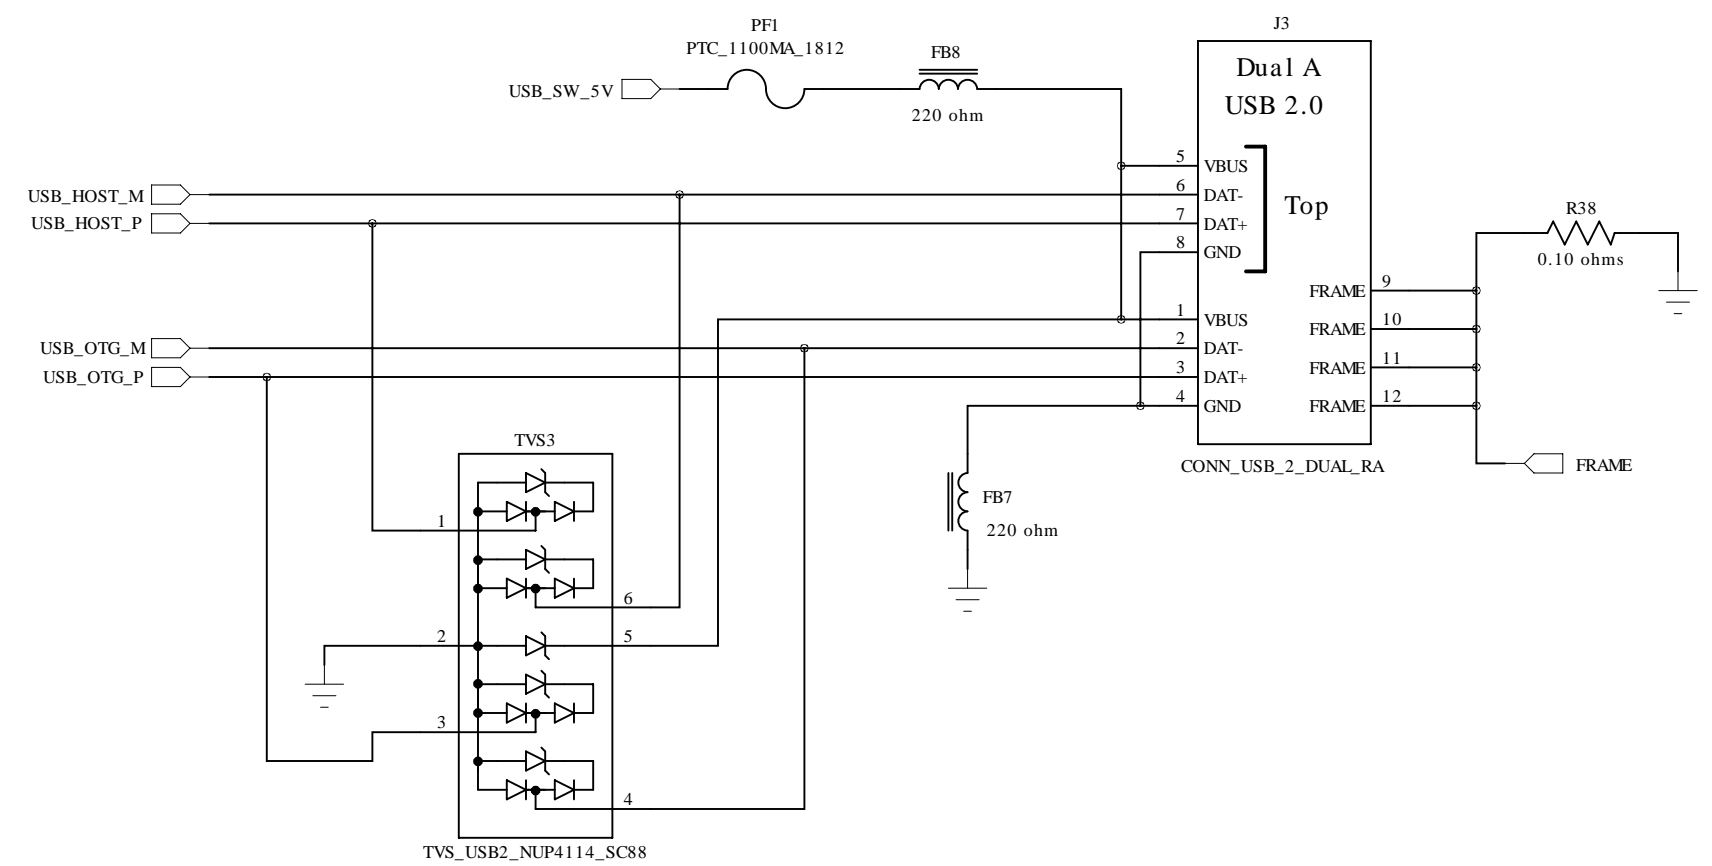 J3
PF1
PTC_1100MA_1812
FB8
Dual A
USB_SW_5V
USB 2.0
220 ohm
5
VBUS
USB_HOST_M
6
DAT-
Top
R38
USB_HOST_P
7
DAT+
8
GND
0.10 ohms
FRAME
9
1
VBUS
FRAME
10
USB_OTG_M
2
DAT-
FRAME
11
USB_OTG_P
3
DAT+
4
GND
FRAME
12
TVS3
CONN_USB_2_DUAL_RA
FRAME
FB7
1
220 ohm
6
2
5
3
4
TVS_USB2_NUP4114_SC88